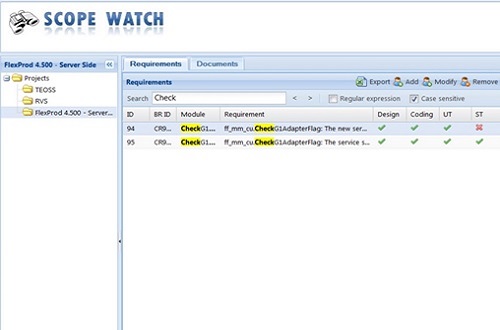 SCOPE WATCH
FlexProd 4.500 - Server Side
Projects
TEOSS
RVS
FlexProd 4.500 - Server...
Requirements Documents
Requirements Export Add Modify Remove
Search Check < > Regular expression Case sensitive
ID BR ID Module Requirement Design Coding UT ST
94 CR9... CheckG1.... ff_mm_cu.CheckG1AdapterFlag: The new ser...
95 CR9... CheckG1.... ff_mm_cu.CheckG1AdapterFlag: The service s...